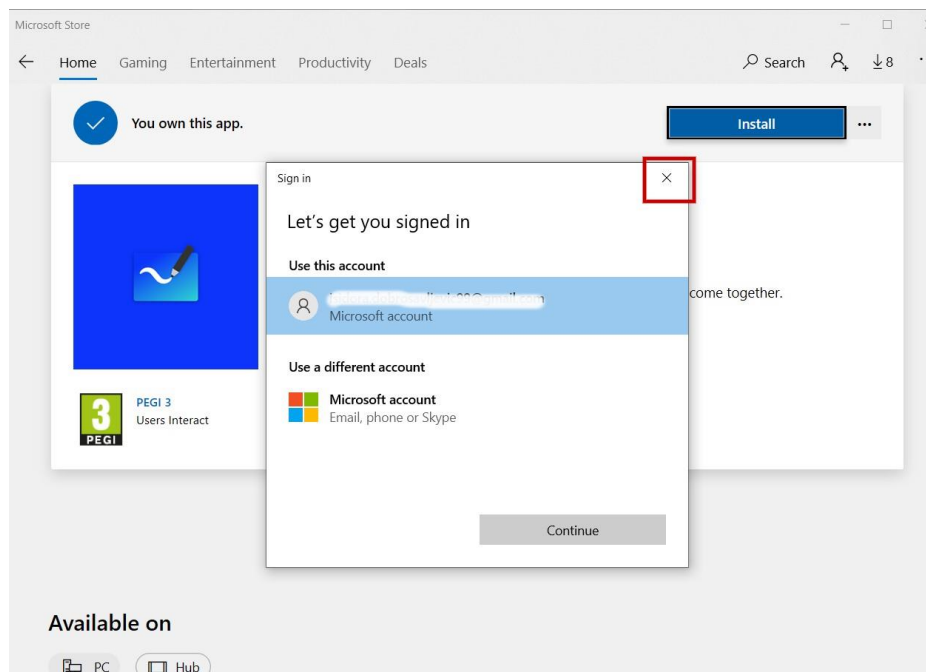 Microsoft Store
Home Gaming Entertainment Productivity Deals Search 8
You own this app. Install
Sign in
Let's get you signed in
Use this account
Microsoft account
come together.
Use a different account
Microsoft account
Email, phone or Skype
3
PEGI
PEGI 3
Users Interact
Continue
Available on
PC Hub